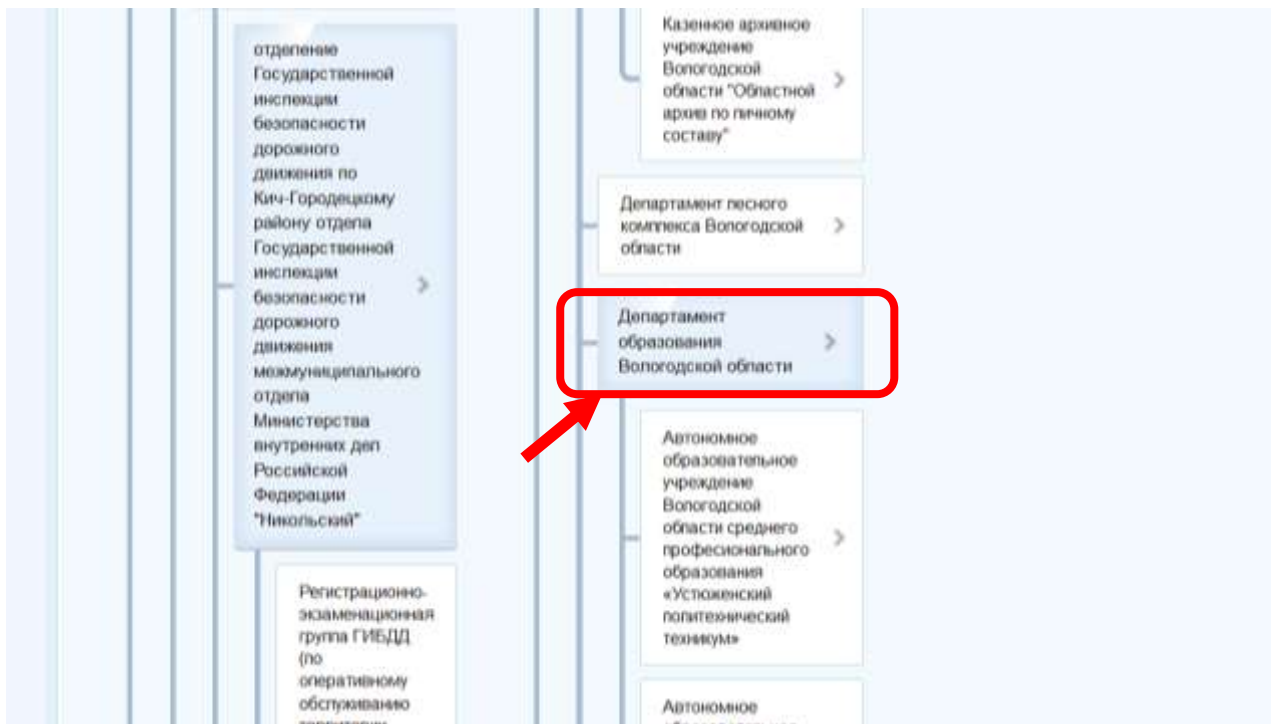 отделение
Государственной
инспекции
безопасности
дорожного
движения по
Кич-Городецкому
району отдела
Государственной
инспекции
безопасности
дорожного
движения
межмуниципального
отдела
Министерства
внутренних дел
Российской
Федерации
"Никольский"
Регистрационно-
экзаменационная
группа ГИБДД
(по
оперативному
обслуживанию
Казенное архивное
учреждение
Вологодской
области "Областной
архив по личному
составу"
Департамент лесного
комплекса Вологодской
области
Департамент
образования
Вологодской области
Автономное
образовательное
учреждение
Вологодской
области среднего
професионального
образования
«Устюженский
политехнический
техникум»
Автономное